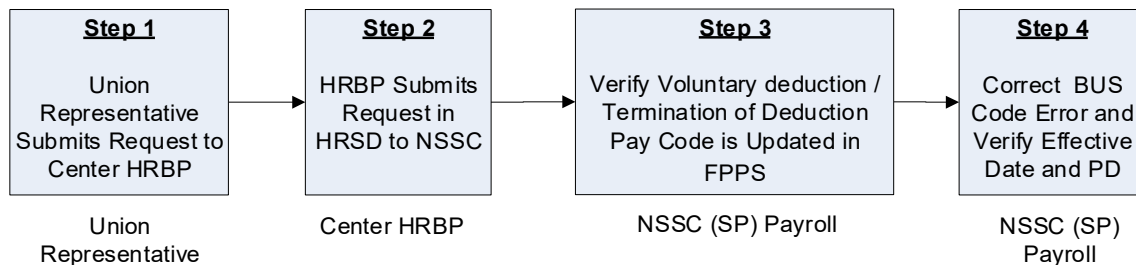 Step 1
Union
Representative
Submits Request to
Center HRBP
Union
Representative
Step 2
HRBP Submits
Request in
HRSD to NSSC
Center HRBP
Step 3
Verify Voluntary deduction /
Termination of Deduction
Pay Code is Updated in
FPPS
NSSC (SP) Payroll
Step 4
Correct BUS
Code Error and
Verify Effective
Date and PD
NSSC (SP)
Payroll